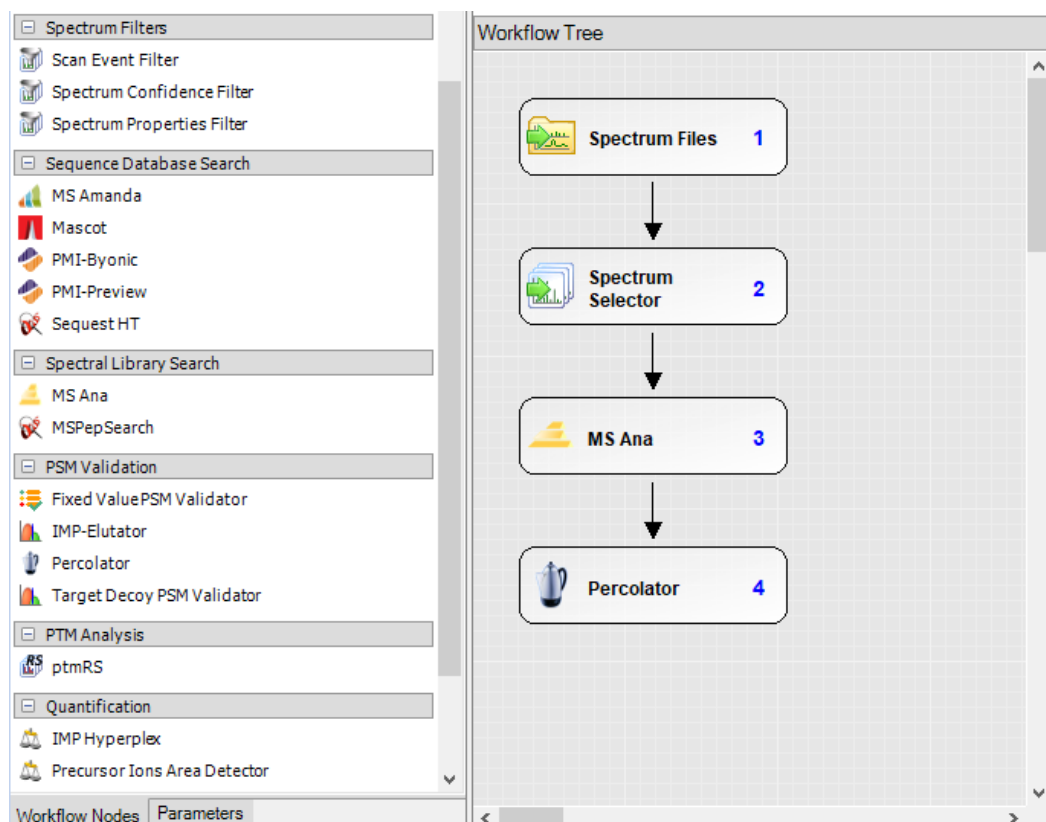 Spectrum Filters
Scan Event Filter
Spectrum Confidence Filter
Spectrum Properties Filter
Sequence Database Search
MS Amanda
Mascot
PMI-Byonic
PMI-Preview
Sequest HT
Spectral Library Search
MS Ana
MSPepSearch
PSM Validation
Fixed Value PSM Validator
IMP-Elutator
Percolator
Target Decoy PSM Validator
PTM Analysis
RS ptmRS
Quantification
IMP Hyperplex
Precursor Ions Area Detector
Workflow Nodes Parameters
Workflow Tree
Spectrum Files 1
Spectrum
Selector 2
MS Ana 3
Percolator 4